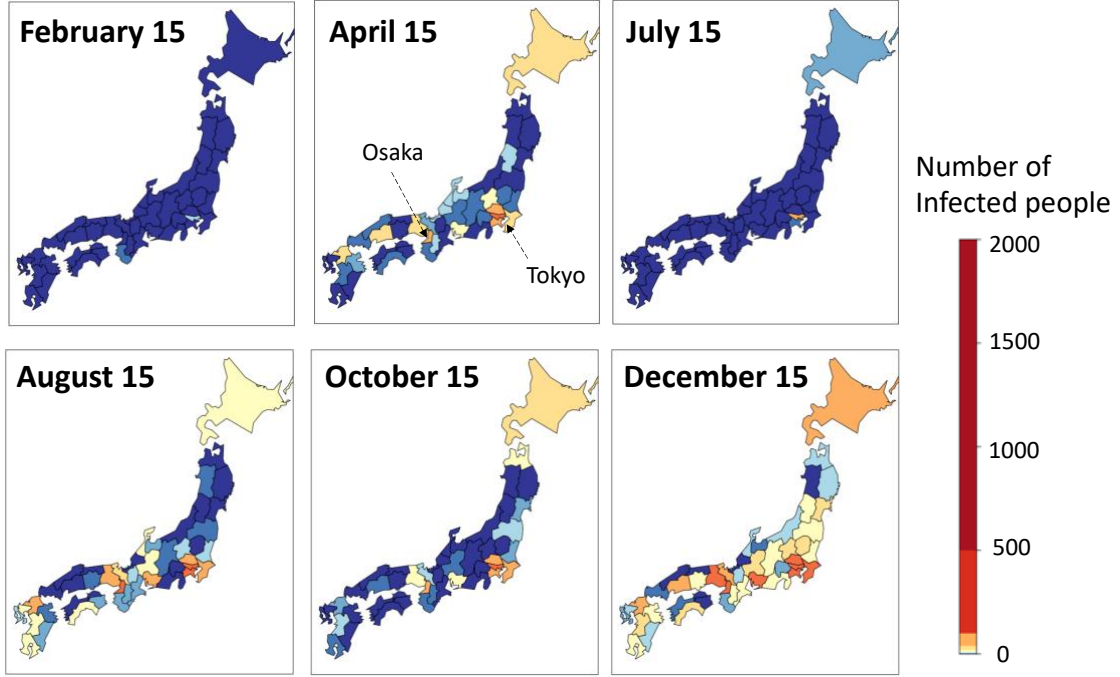 February 15
April 15
July 15
Osaka
Tokyo
Number of
Infected people
2000
1500
1000
500
0
August 15
October 15
December 15